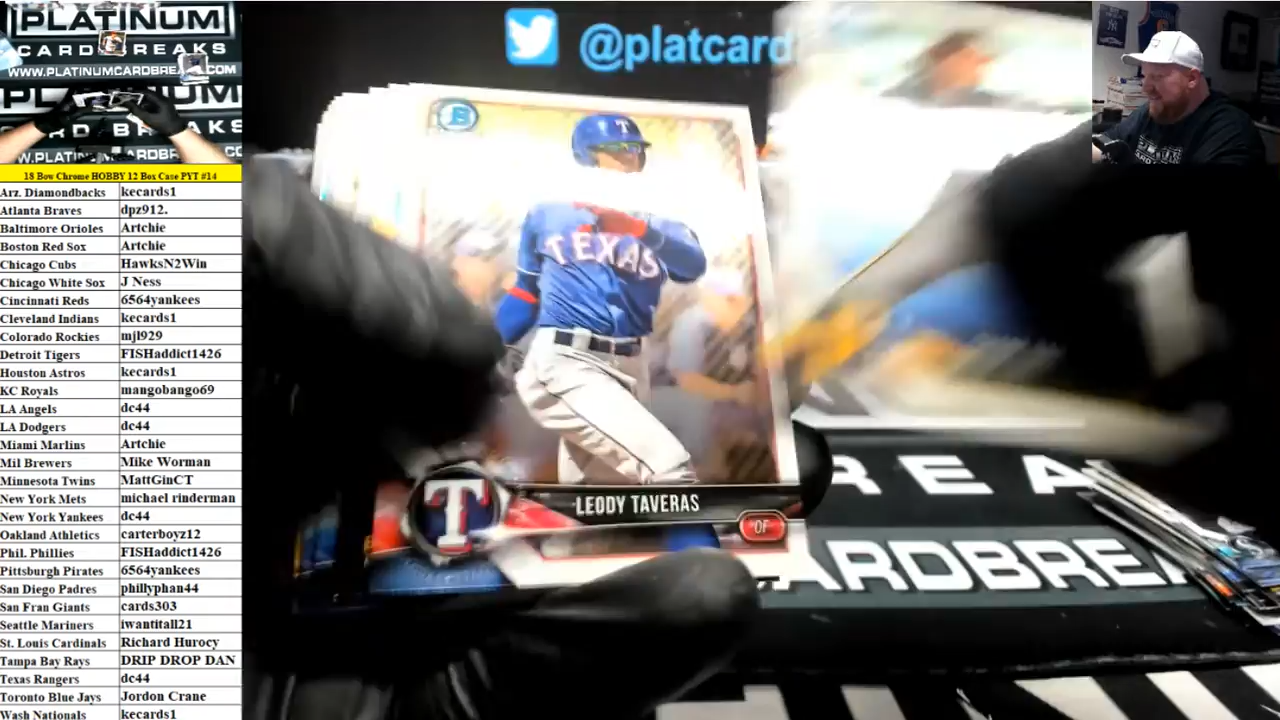 PLATINUM
CARD BREAKS
WWW.PLATINUMCARDBREAKS.COM
18 Bow Chrome HOBBY 12 Box Case PYT #14
Arz. Diamondbacks kecards1
Atlanta Braves dpz912.
Baltimore Orioles Artchie
Boston Red Sox Artchie
Chicago Cubs HawksN2Win
Chicago White Sox J Ness
Cincinnati Reds 6564yankees
Cleveland Indians kecards1
Colorado Rockies mjl929
Detroit Tigers FISHaddict1426
Houston Astros kecards1
KC Royals mangobango69
LA Angels dc44
LA Dodgers dc44
Miami Marlins Artchie
Mil Brewers Mike Worman
Minnesota Twins MattGinCT
New York Mets michael rinderman
New York Yankees dc44
Oakland Athletics carterboyz12
Phil. Phillies FISHaddict1426
Pittsburgh Pirates 6564yankees
San Diego Padres phillyphan44
San Fran Giants cards303
Seattle Mariners iwantitall21
St. Louis Cardinals Richard Hurocy
Tampa Bay Rays DRIP DROP DAN
Texas Rangers dc44
Toronto Blue Jays Jordon Crane
Wash Nationals kecards1
@platcard
B
T
TEXAS
LEODY TAVERAS
T
OF
REA
CARDBREA